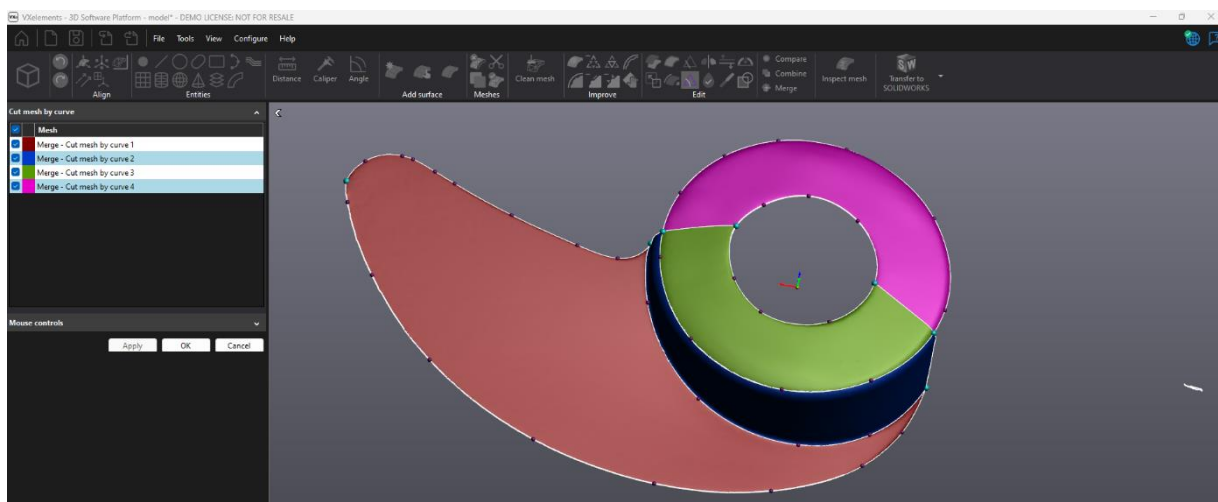 VXelements - 3D Software Platform - model* - DEMO LICENSE: NOT FOR RESALE
File Tools View Configure Help
Align
Entities
Distance
Caliper
Angle
Add surface
Meshes
Clean mesh
Improve
Edit
Compare
Combine
Merge
Inspect mesh
Transfer to
SOLIDWORKS
Cut mesh by curve
Mesh
Merge - Cut mesh by curve 1
Merge - Cut mesh by curve 2
Merge - Cut mesh by curve 3
Merge - Cut mesh by curve 4
Mouse controls
Apply OK Cancel